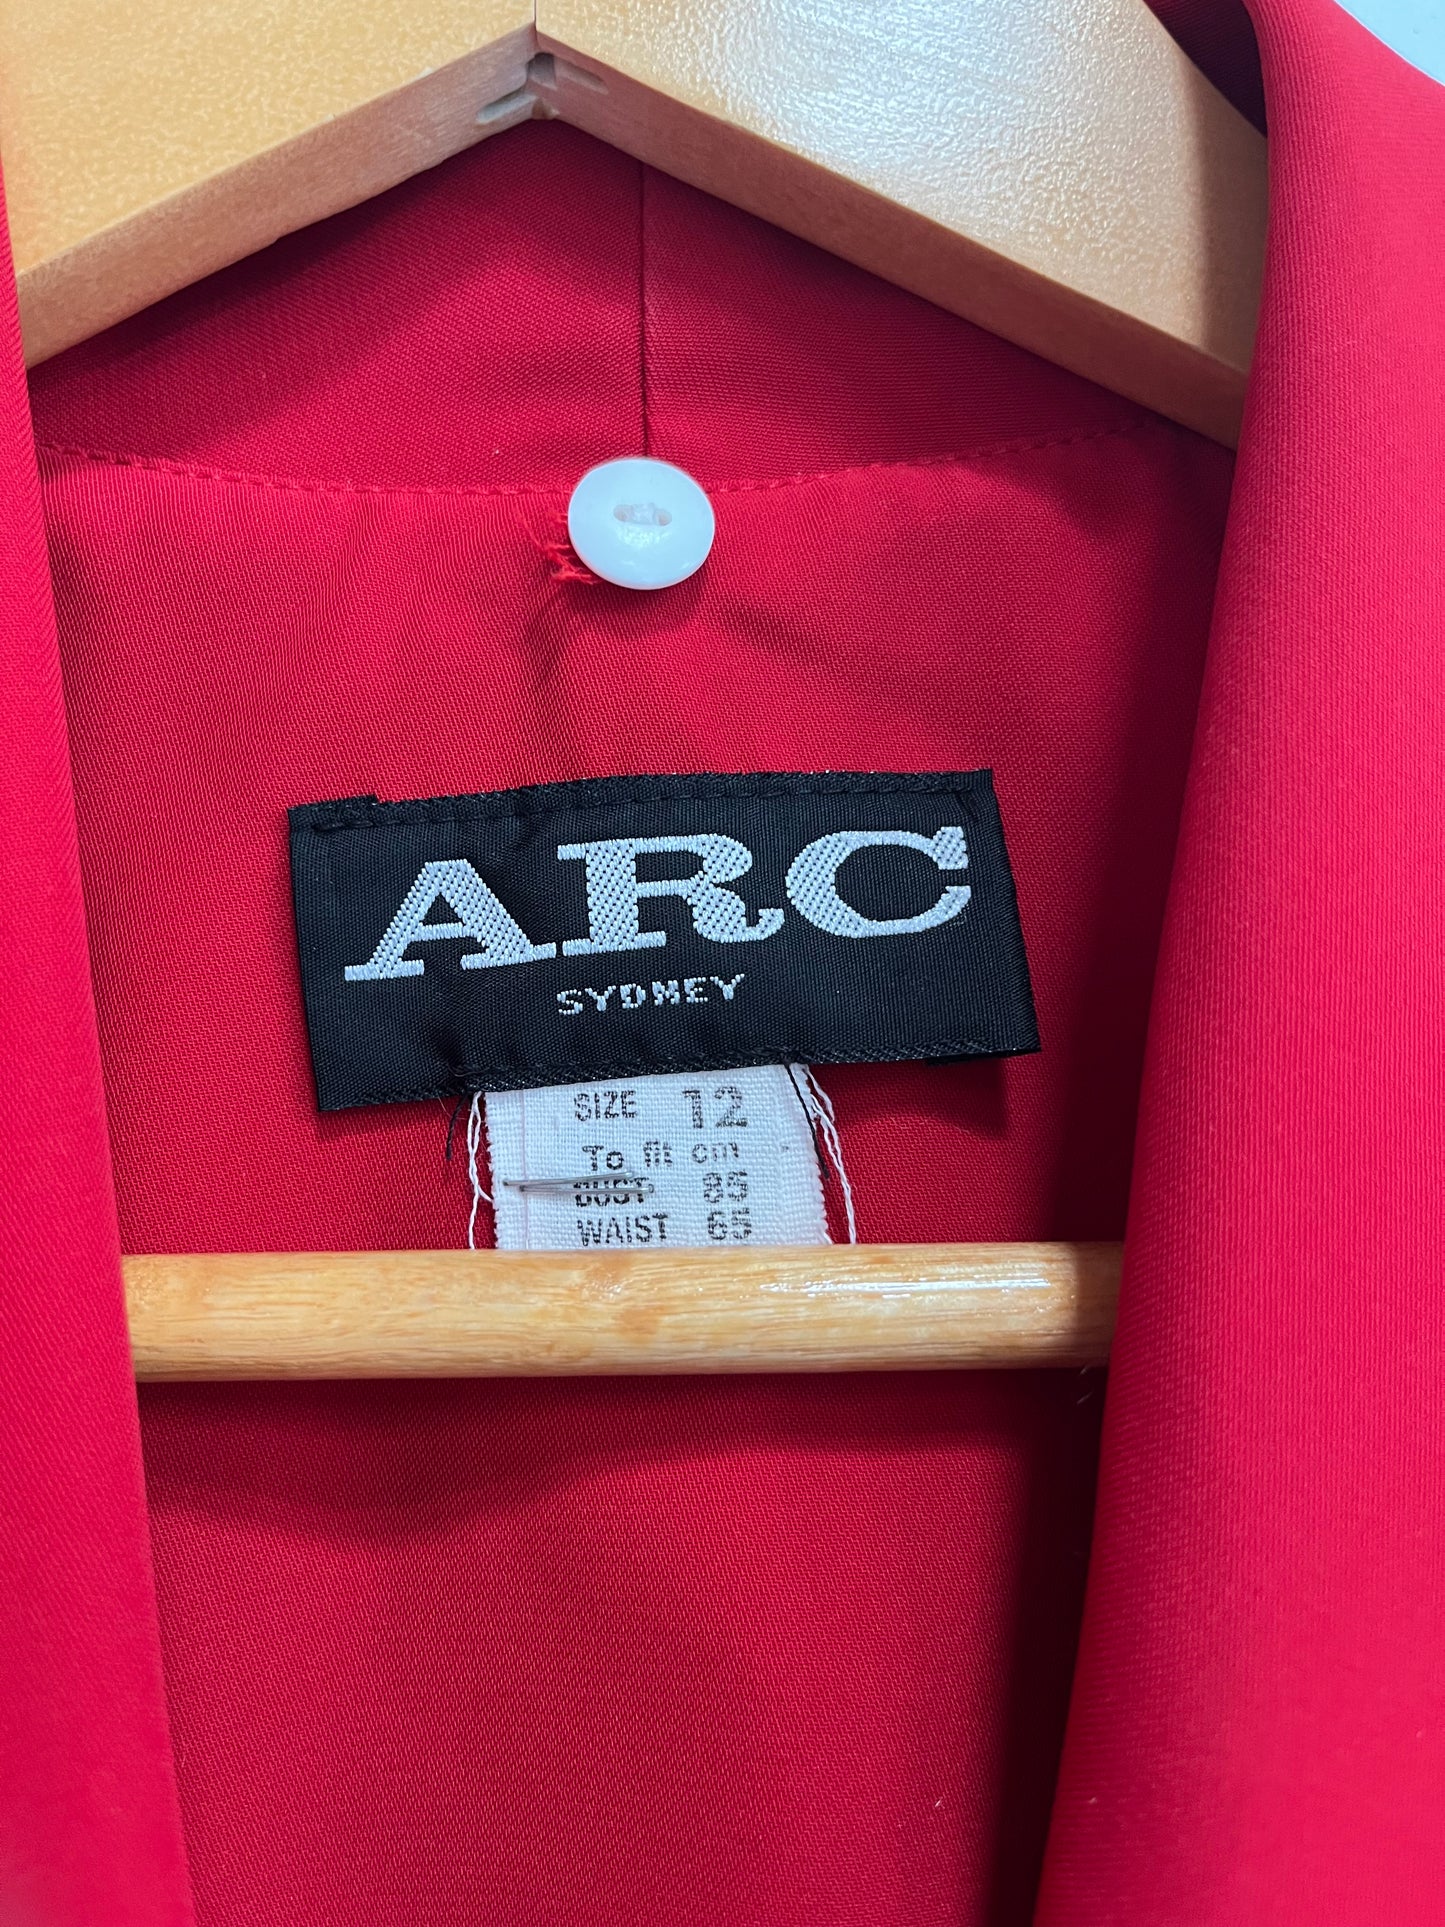 ARC
SYDNEY
SIZE 12
To fit cm
BUST 85
WAIST 65